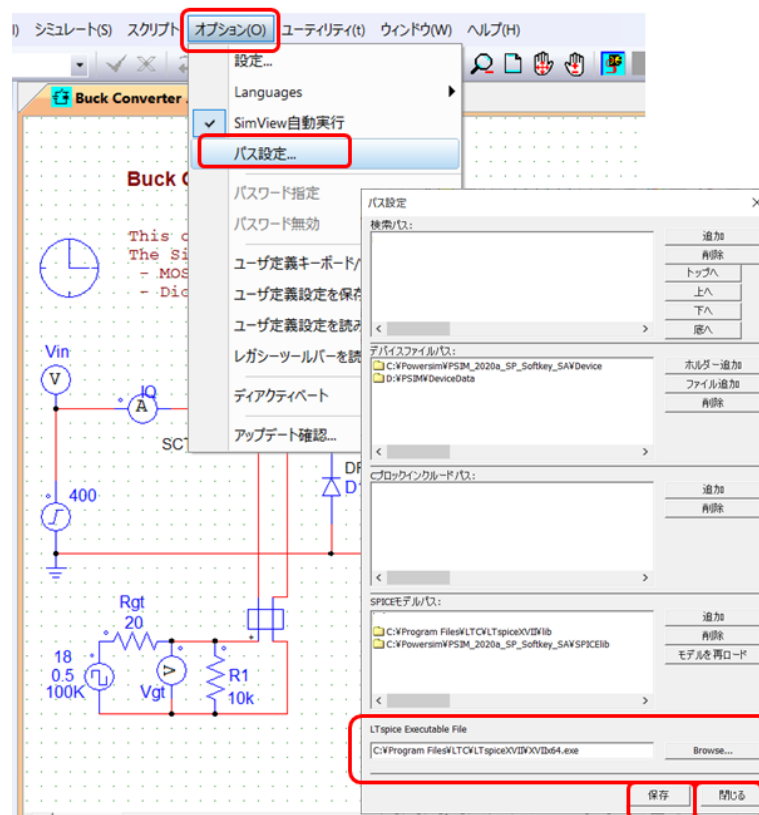 シミュレート(S) スクリプト オプション(O) ユーティリティ(t) ウィンドウ(W) ヘルプ(H)
設定...
Languages
SimView自動実行
パス設定...
パスワード指定
パスワード無効
ユーザ定義キーボード/
ユーザ定義設定を保存
ユーザ定義設定を読み
レガシーツールバーを読
ディアクティベート
アップデート確認...
Buck Converter
Buck
This
The Si
- MOS
- Dio
Vin
V
A
IQ
SCT
400
DF
D1
Rgt
20
18
0.5
100K
V
Vgt
R1
10k
パス設定
検索パス:
追加
削除
トップへ
上へ
下へ
底へ
デバイスファイルパス:
C:¥Powersim¥PSIM_2020a_SP_Softkey_SA¥Device
D:¥PSIM¥DeviceData
ホルダー追加
ファイル追加
削除
Cブロックインクルードパス:
追加
削除
SPICEモデルパス:
C:¥Program Files¥LTC¥LTspiceXVII¥lib
C:¥Powersim¥PSIM_2020a_SP_Softkey_SA¥SPICElib
追加
削除
モデルを再ロード
LTspice Executable File
C:¥Program Files¥LTC¥LTspiceXVII¥XVIIx64.exe
Browse...
保存
閉じる